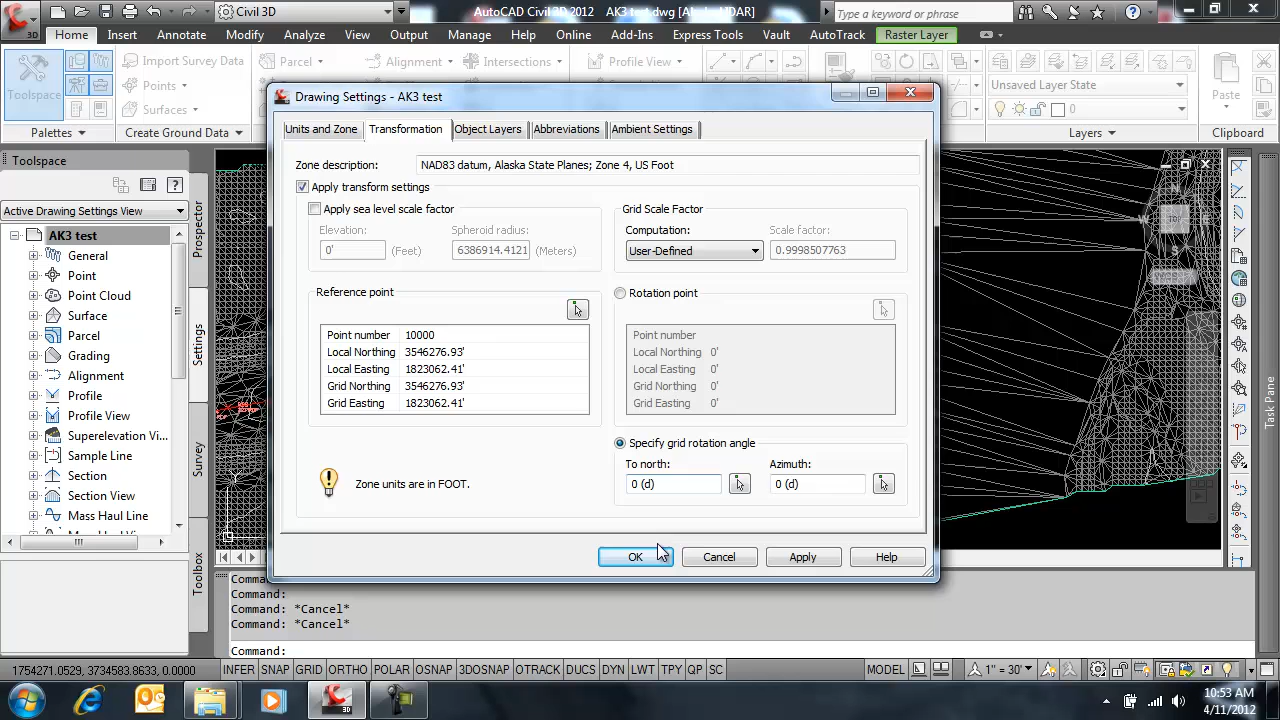 Civil 3D
AutoCAD Civil 3D 2012 AK3 test.dwg [Alaska LIDAR]
Type a keyword or phrase
3D
Home Insert Annotate Modify Analyze View Output Manage Help Online Add-Ins Express Tools Vault AutoTrack Raster Layer
Toolspace
Import Survey Data
Points
Surfaces
Parcel
Alignment
Intersections
Profile View
Unsaved Layer State
0
Paste
Palettes
Create Ground Data
Layers
Clipboard
Toolspace
Active Drawing Settings View
AK3 test
General
Point
Point Cloud
Surface
Parcel
Grading
Alignment
Profile
Profile View
Superelevation Vi...
Sample Line
Section
Section View
Mass Haul Line
Prospector
Settings
Survey
Toolbox
Drawing Settings - AK3 test
Units and Zone Transformation Object Layers Abbreviations Ambient Settings
Zone description: NAD83 datum, Alaska State Planes; Zone 4, US Foot
Apply transform settings
Apply sea level scale factor
Elevation: Spheroid radius:
0' (Feet) 6386914.4121 (Meters)
Grid Scale Factor
Computation: Scale factor:
User-Defined 0.9998507763
Reference point
Point number 10000
Local Northing 3546276.93'
Local Easting 1823062.41'
Grid Northing 3546276.93'
Grid Easting 1823062.41'
Rotation point
Point number
Local Northing 0'
Local Easting 0'
Grid Northing 0'
Grid Easting 0'
Specify grid rotation angle
To north: Azimuth:
0 (d) 0 (d)
Zone units are in FOOT.
OK Cancel Apply Help
N
W
TOP
S
Task Pane
Command:
Command: *Cancel*
Command: *Cancel*
Command:
1754271.0529, 3734583.8633, 0.0000 INFER SNAP GRID ORTHO POLAR OSNAP 3DOSNAP OTRACK DUCS DYN LWT TPY QP SC MODEL 1" = 30'
10:53 AM
4/11/2012